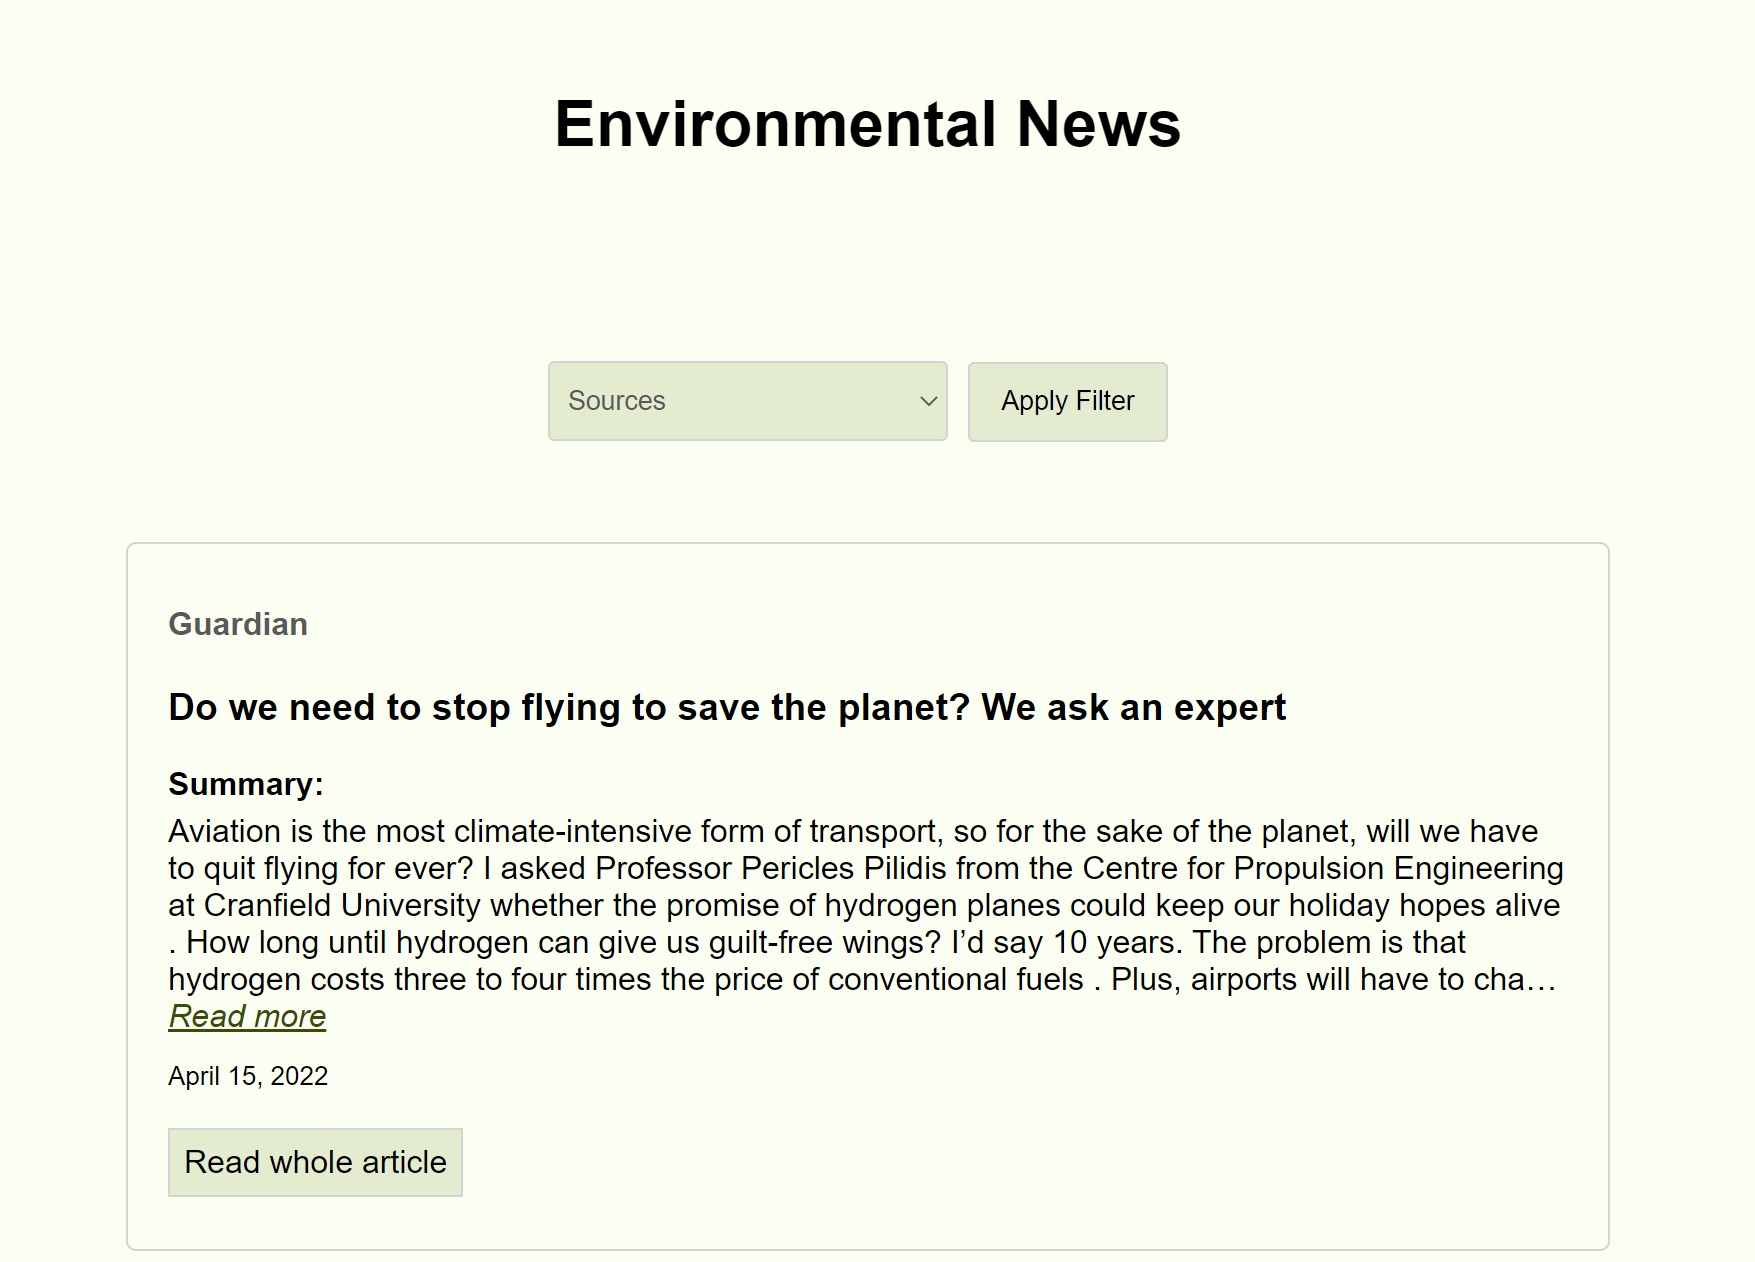 Environmental News
Sources
Apply Filter
Guardian
Do we need to stop flying to save the planet? We ask an expert
Summary:
Aviation is the most climate-intensive form of transport, so for the sake of the planet, will we have
to quit flying for ever? I asked Professor Pericles Pilidis from the Centre for Propulsion Engineering
at Cranfield University whether the promise of hydrogen planes could keep our holiday hopes alive
. How long until hydrogen can give us guilt-free wings? I’d say 10 years. The problem is that
hydrogen costs three to four times the price of conventional fuels . Plus, airports will have to cha…
Read more
April 15, 2022
Read whole article